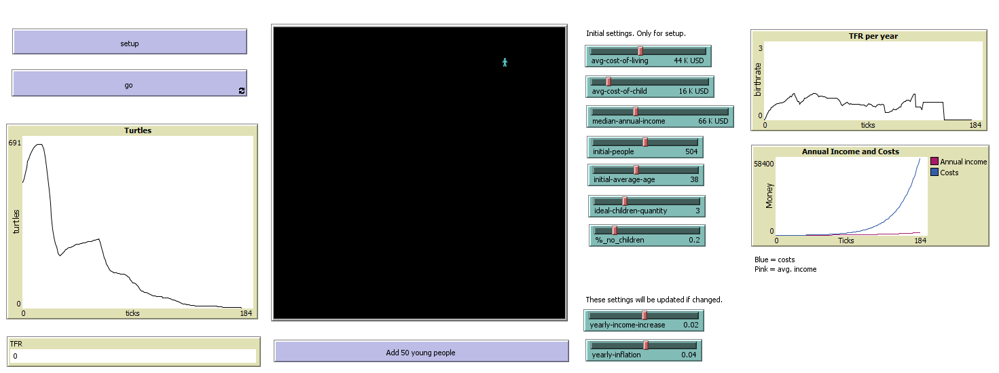 setup
go
Turtles
691
turtles
0
0
ticks
184
TFR
0
Add 50 young people
Initial settings. Only for setup.
avg-cost-of-living 44 K USD
avg-cost-of-child 16 K USD
median-annual-income 66 K USD
initial-people 504
initial-average-age 38
ideal-children-quantity 3
%_no_children 0.2
These settings will be updated if changed.
yearly-income-increase 0.02
yearly-inflation 0.04
TFR per year
3
birthrate
0
0
ticks
184
Annual Income and Costs
58400
Money
0
0
Ticks
184
Annual income
Costs
Blue = costs
Pink = avg. income